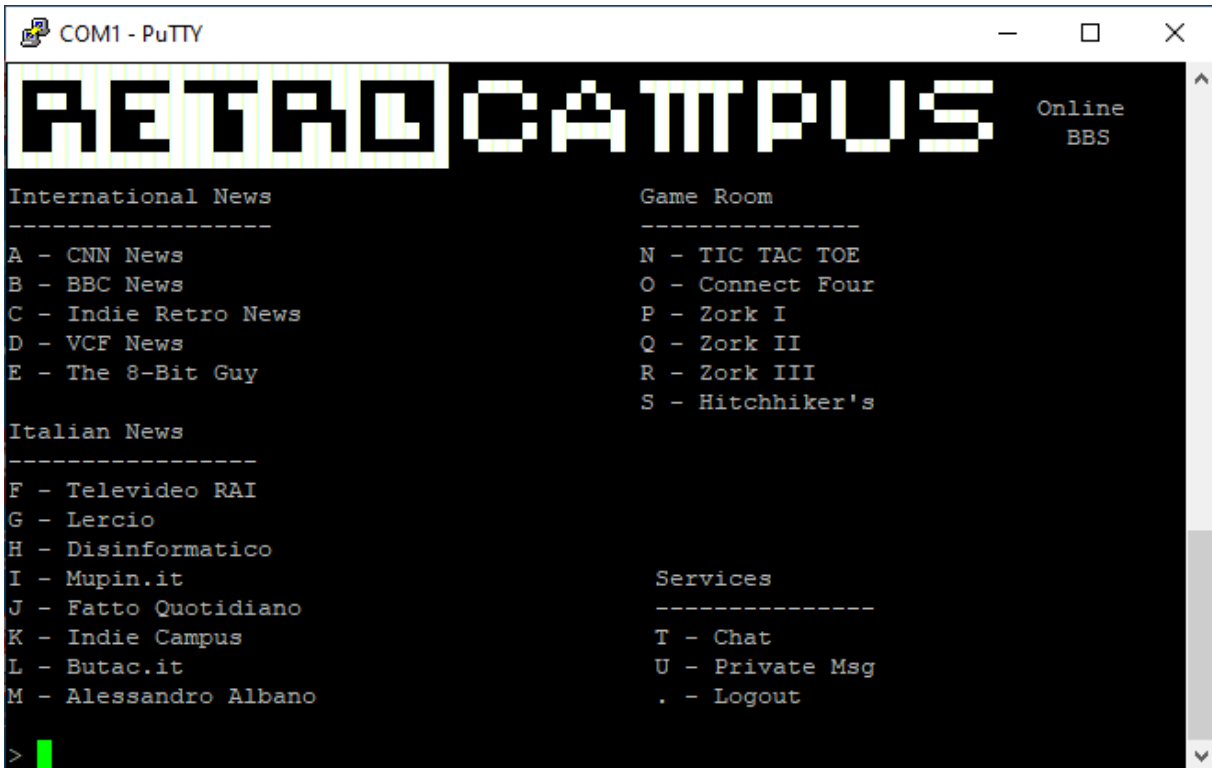 COM1 - PuTTY
RETROCAMPUS
Online
BBS
International News
------------------
A - CNN News
B - BBC News
C - Indie Retro News
D - VCF News
E - The 8-Bit Guy
Italian News
-----------------
F - Televideo RAI
G - Lercio
H - Disinformatico
I - Mupin.it
J - Fatto Quotidiano
K - Indie Campus
L - Butac.it
M - Alessandro Albano
Game Room
---------------
N - TIC TAC TOE
O - Connect Four
P - Zork I
Q - Zork II
R - Zork III
S - Hitchhiker's
Services
---------------
T - Chat
U - Private Msg
. - Logout
>